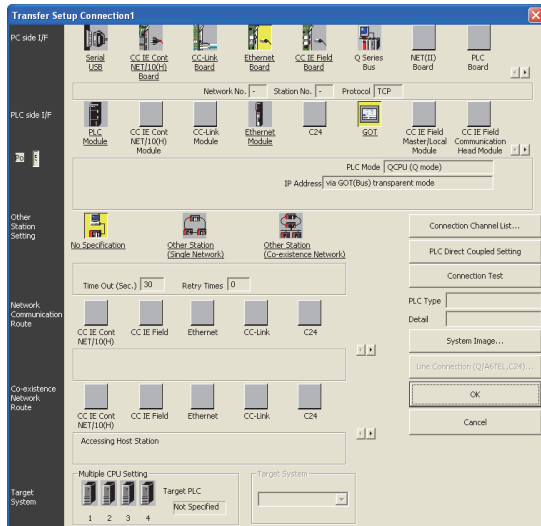 Transfer Setup Connection1
PC side I/F
Serial USB
CC IE Cont NET/10(H) Board
CC-Link Board
Ethernet Board
CC IE Field Board
Q Series Bus
NET(II) Board
PLC Board
Network No. - Station No. - Protocol TCP
PLC side I/F
PLC Module
CC IE Cont NET/10(H) Module
CC-Link Module
Ethernet Module
C24
GOT
CC IE Field Master/Local Module
CC IE Field Communication Head Module
PLC Mode QCPU (Q mode)
IP Address via GOT(Bus) transparent mode
Other Station Setting
No Specification
Other Station (Single Network)
Other Station (Co-existence Network)
Time Out (Sec.) 30 Retry Times 0
Connection Channel List...
PLC Direct Coupled Setting
Connection Test
PLC Type
Detail
System Image...
Line Connection (Q/A6TEL,C24)...
OK
Cancel
Network Communication Route
CC IE Cont NET/10(H)
CC IE Field
Ethernet
CC-Link
C24
Co-existence Network Route
CC IE Cont NET/10(H)
CC IE Field
Ethernet
CC-Link
C24
Accessing Host Station
Target System
Multiple CPU Setting
1 2 3 4
Target PLC
Not Specified
Target System